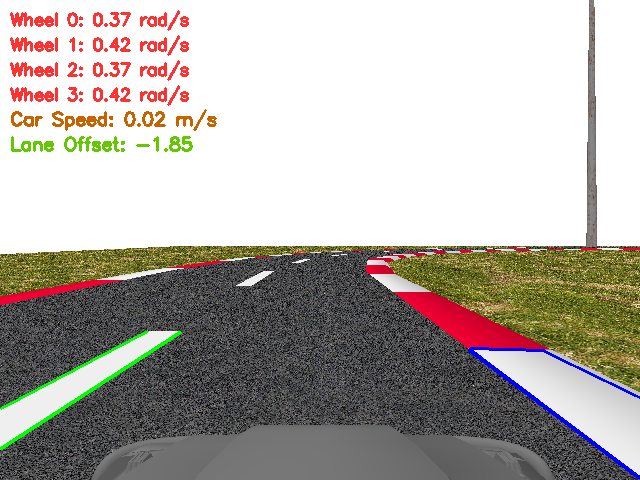 Wheel 0: 0.37 rad/s
Wheel 1: 0.42 rad/s
Wheel 2: 0.37 rad/s
Wheel 3: 0.42 rad/s
Car Speed: 0.02 m/s
Lane Offset: -1.85